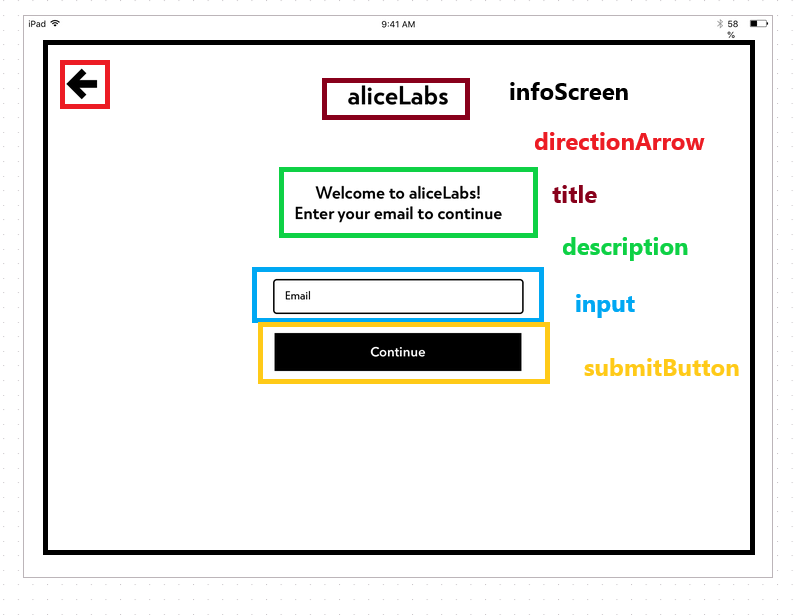 iPad
9:41 AM
58
%
aliceLabs
infoScreen
directionArrow
Welcome to aliceLabs!
Enter your email to continue
title
description
Email
input
Continue
submitButton